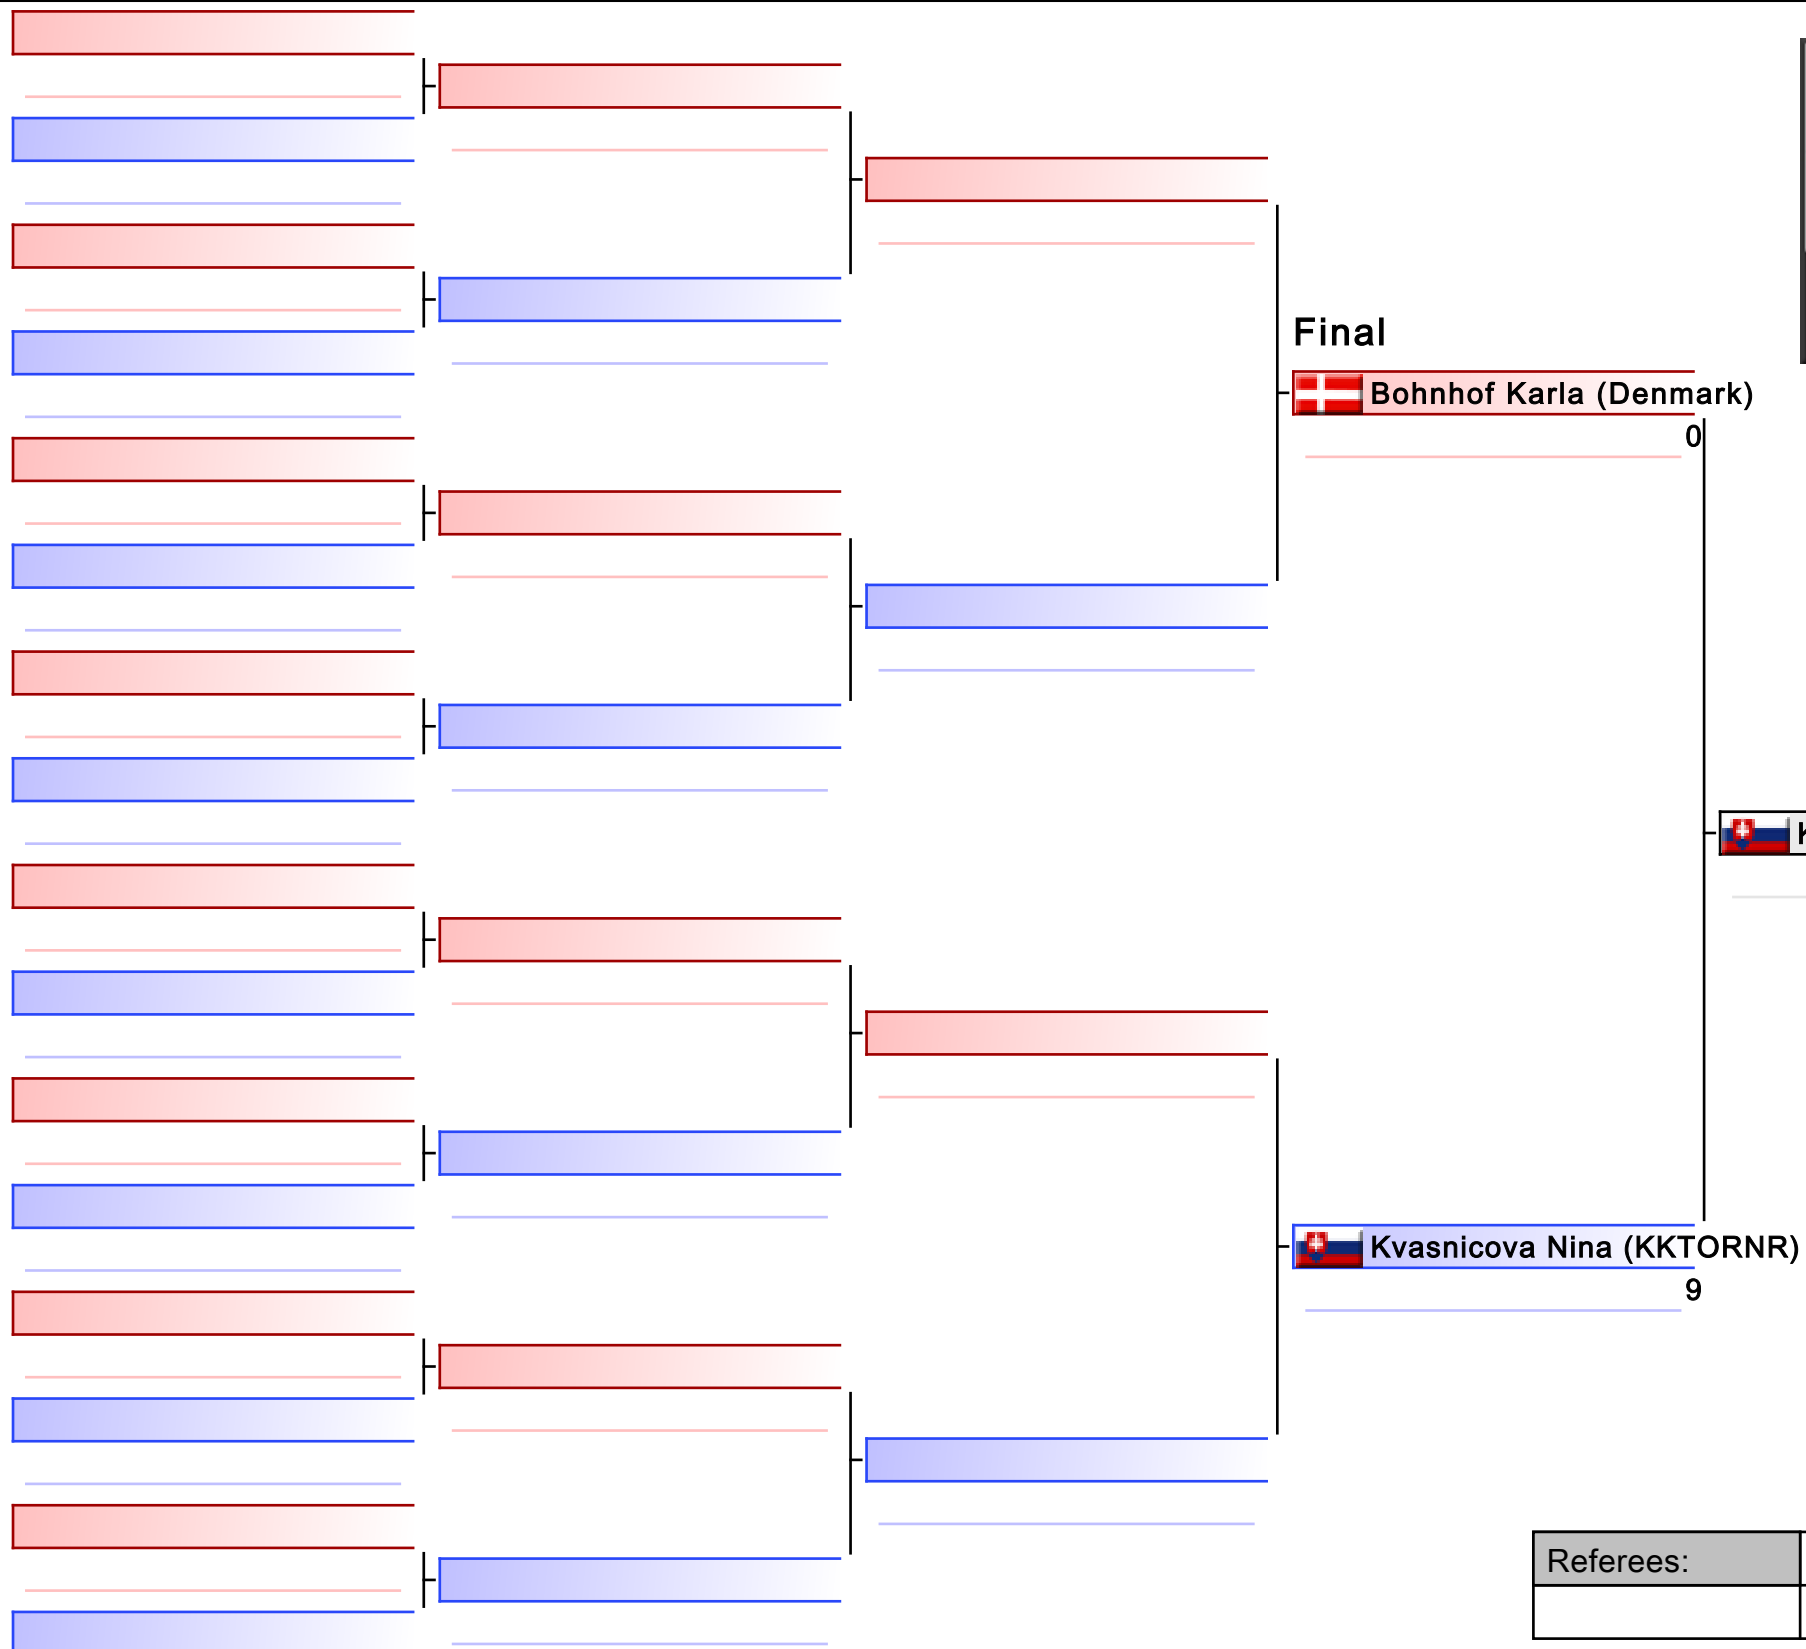 Final
Bohnhof Karla (Denmark)
0
K
Kvasnicova Nina (KKTORNR)
9
Referees: